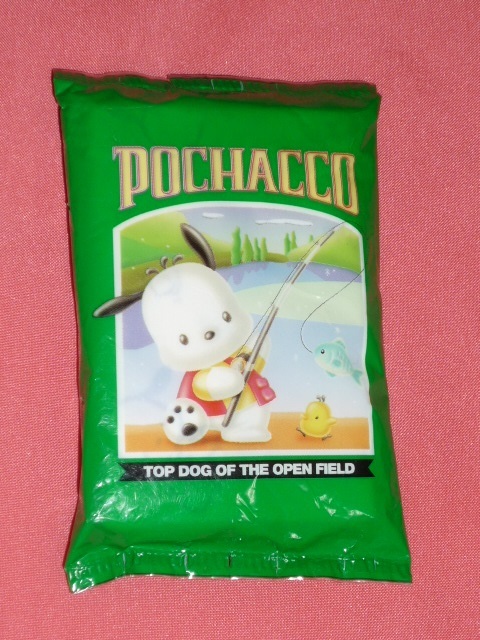 POCHACCO
TOP DOG OF THE OPEN FIELD